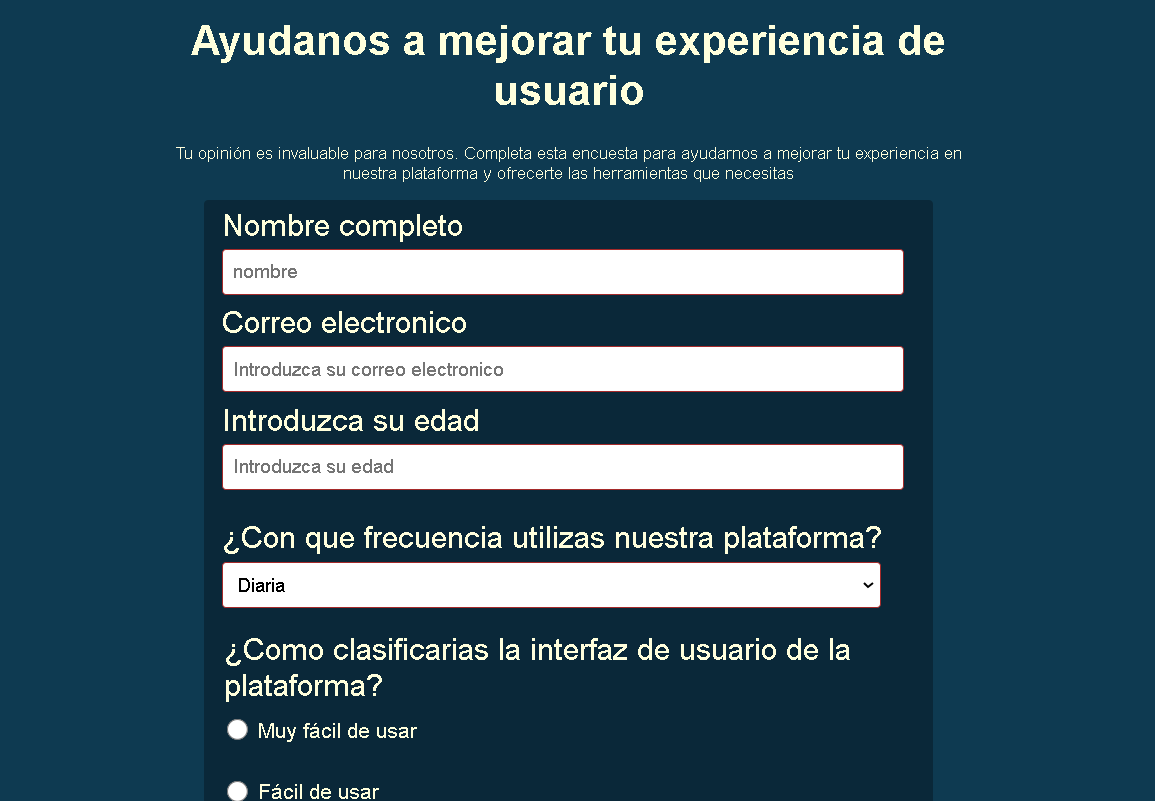 Ayudanos a mejorar tu experiencia de
usuario
Tu opinión es invaluable para nosotros. Completa esta encuesta para ayudarnos a mejorar tu experiencia en
nuestra plataforma y ofrecerte las herramientas que necesitas
Nombre completo
nombre
Correo electronico
Introduzca su correo electronico
Introduzca su edad
Introduzca su edad
¿Con que frecuencia utilizas nuestra plataforma?
Diaria
¿Como clasificarias la interfaz de usuario de la
plataforma?
Muy fácil de usar
Fácil de usar